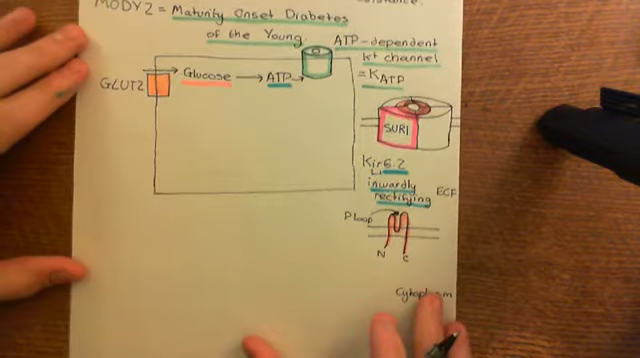 MODY2 = Maturity Onset Diabetes
of the Young.
ATP-dependent
K+ channel
= KATP
GLUT2
Glucose → ATP →
SUR1
Kir6.2
inwardly
rectifying
ECF
P loop
N C
Cytoplasm